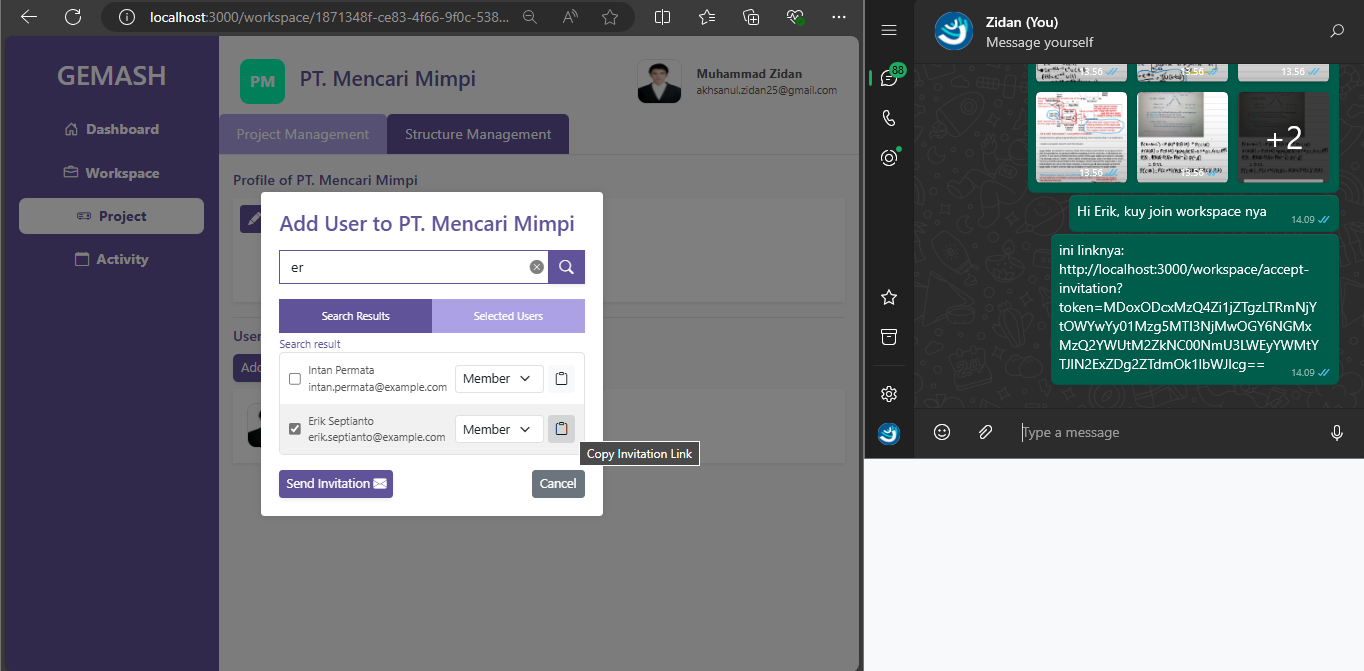 localhost:3000/workspace/1871348f-ce83-4f66-9f0c-538...
GEMASH
Dashboard
Workspace
Project
Activity
PM
PT. Mencari Mimpi
Muhammad Zidan
akhsanul.zidan25@gmail.com
Project Management
Structure Management
Profile of PT. Mencari Mimpi
User
Add
Add User to PT. Mencari Mimpi
er
Search Results
Selected Users
Search result
Intan Permata
intan.permata@example.com
Member
Erik Septianto
erik.septianto@example.com
Member
Copy Invitation Link
Send Invitation
Cancel
88
Zidan (You)
Message yourself
13.56
13.56
13.56
13.56
13.56
+2
Hi Erik, kuy join workspace nya
14.09
ini linknya:
http://localhost:3000/workspace/accept-
invitation?
token=MDoxODcxMzQ4Zi1jZTgzLTRmNjY
tOWYwYy01Mzg5MTI3NjMwOGY6NGMx
MzQ2YWUtM2ZkNC00NmU3LWEyYWMtY
TJlN2ExZDg2ZTdmOk1lbWJlcg==
14.09
Type a message